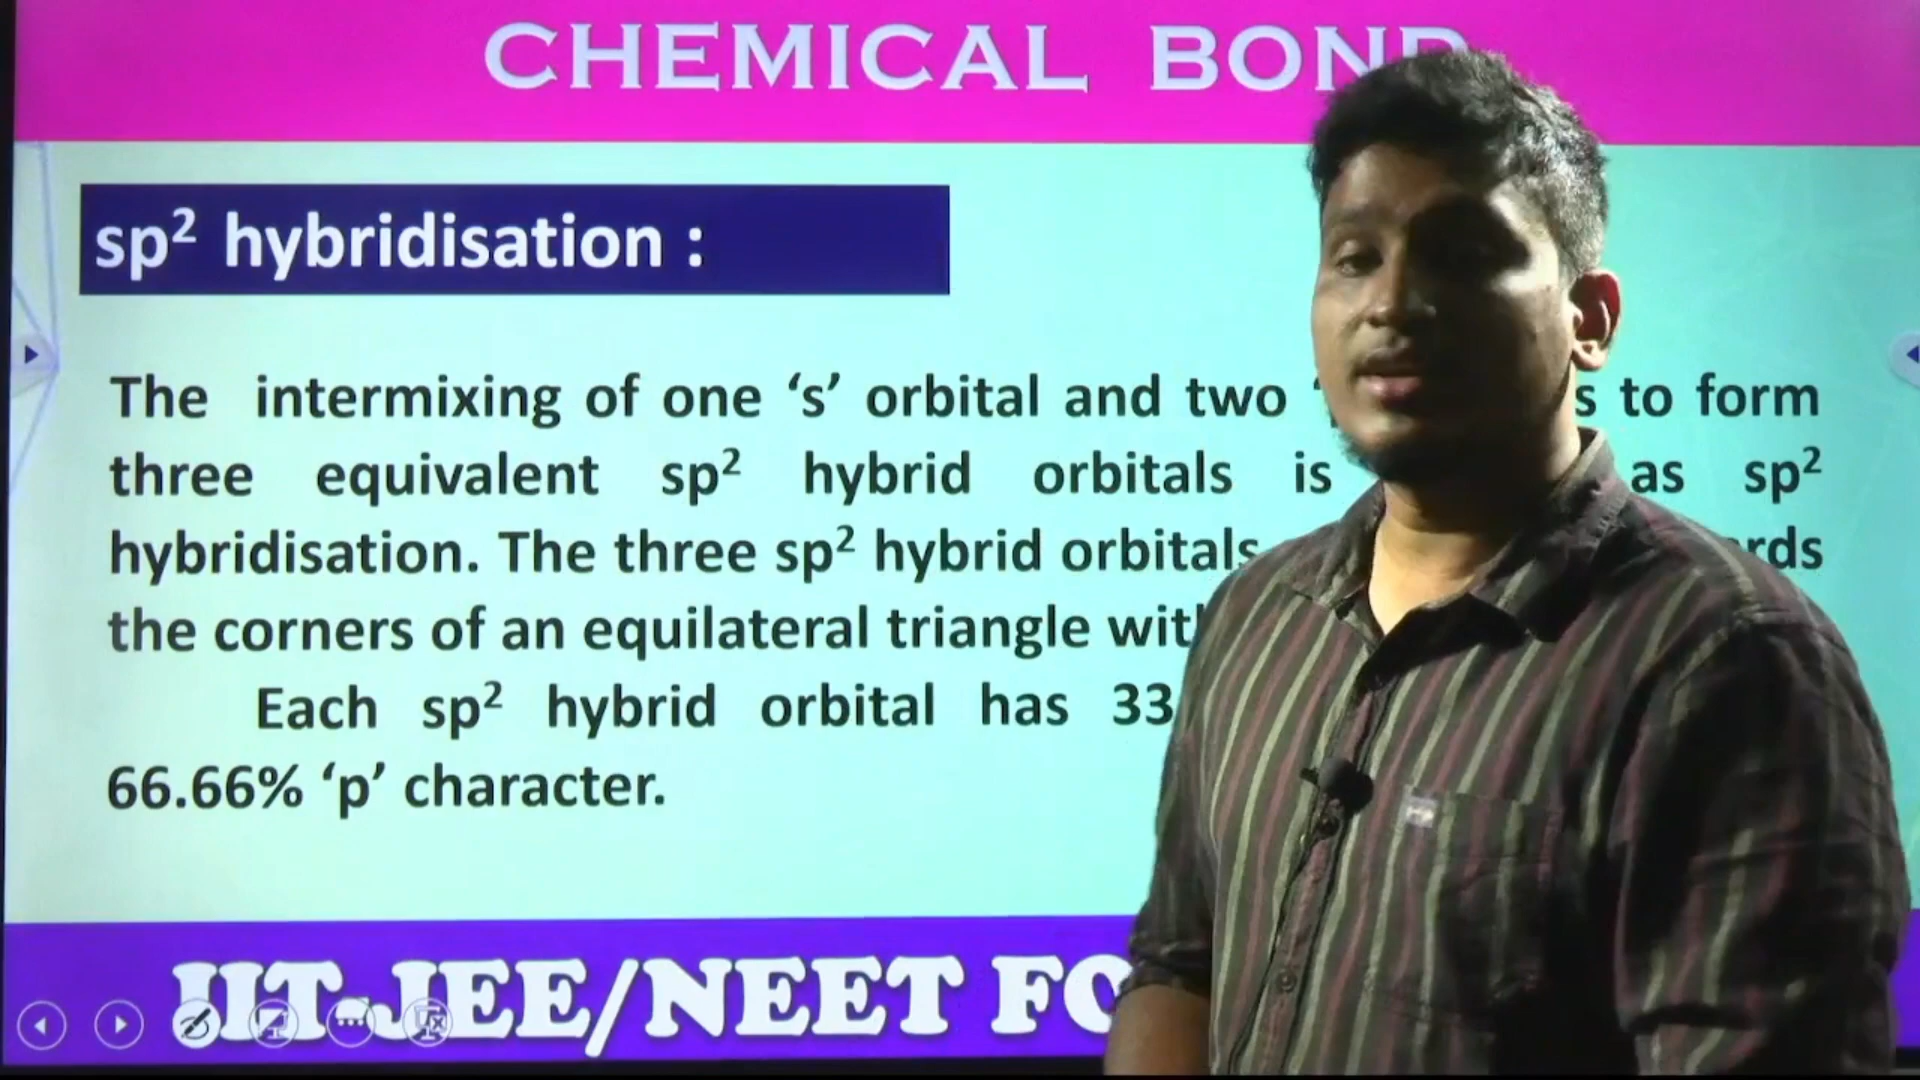 CHEMICAL BOND
sp² hybridisation :
The intermixing of one ‘s’ orbital and two to form
three equivalent sp² hybrid orbitals is as sp²
hybridisation. The three sp² hybrid orbitals
the corners of an equilateral triangle
Each sp² hybrid orbital has 33
66.66% ‘p’ character.
IIT-JEE/NEET FO